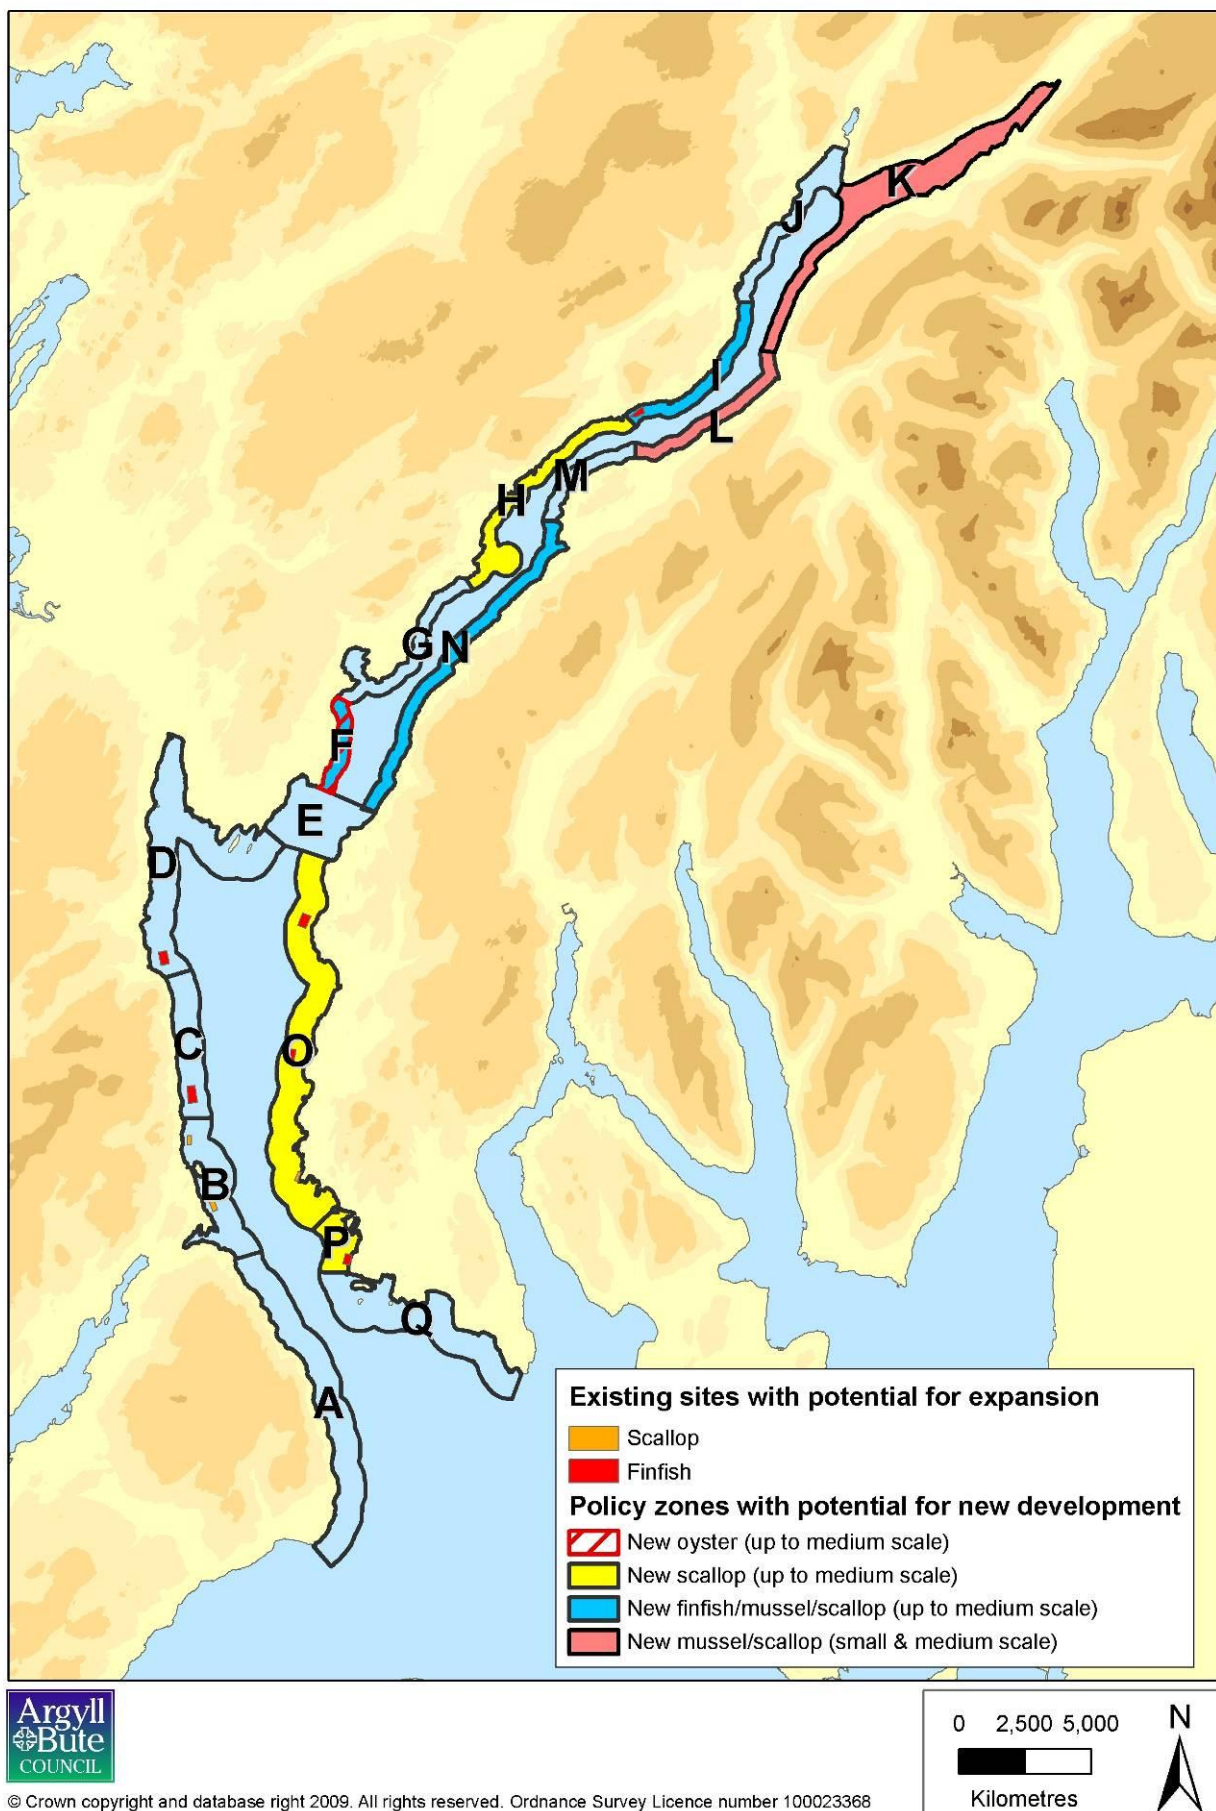 K
J
I
L
M
H
G N
F
E
D
C
O
B
P
Q
A
Existing sites with potential for expansion
Scallop
Finfish
Policy zones with potential for new development
New oyster (up to medium scale)
New scallop (up to medium scale)
New finfish/mussel/scallop (up to medium scale)
New mussel/scallop (small & medium scale)
Argyll
&Bute
COUNCIL
0 2,500 5,000
Kilometres
N
© Crown copyright and database right 2009. All rights reserved. Ordnance Survey Licence number 100023368